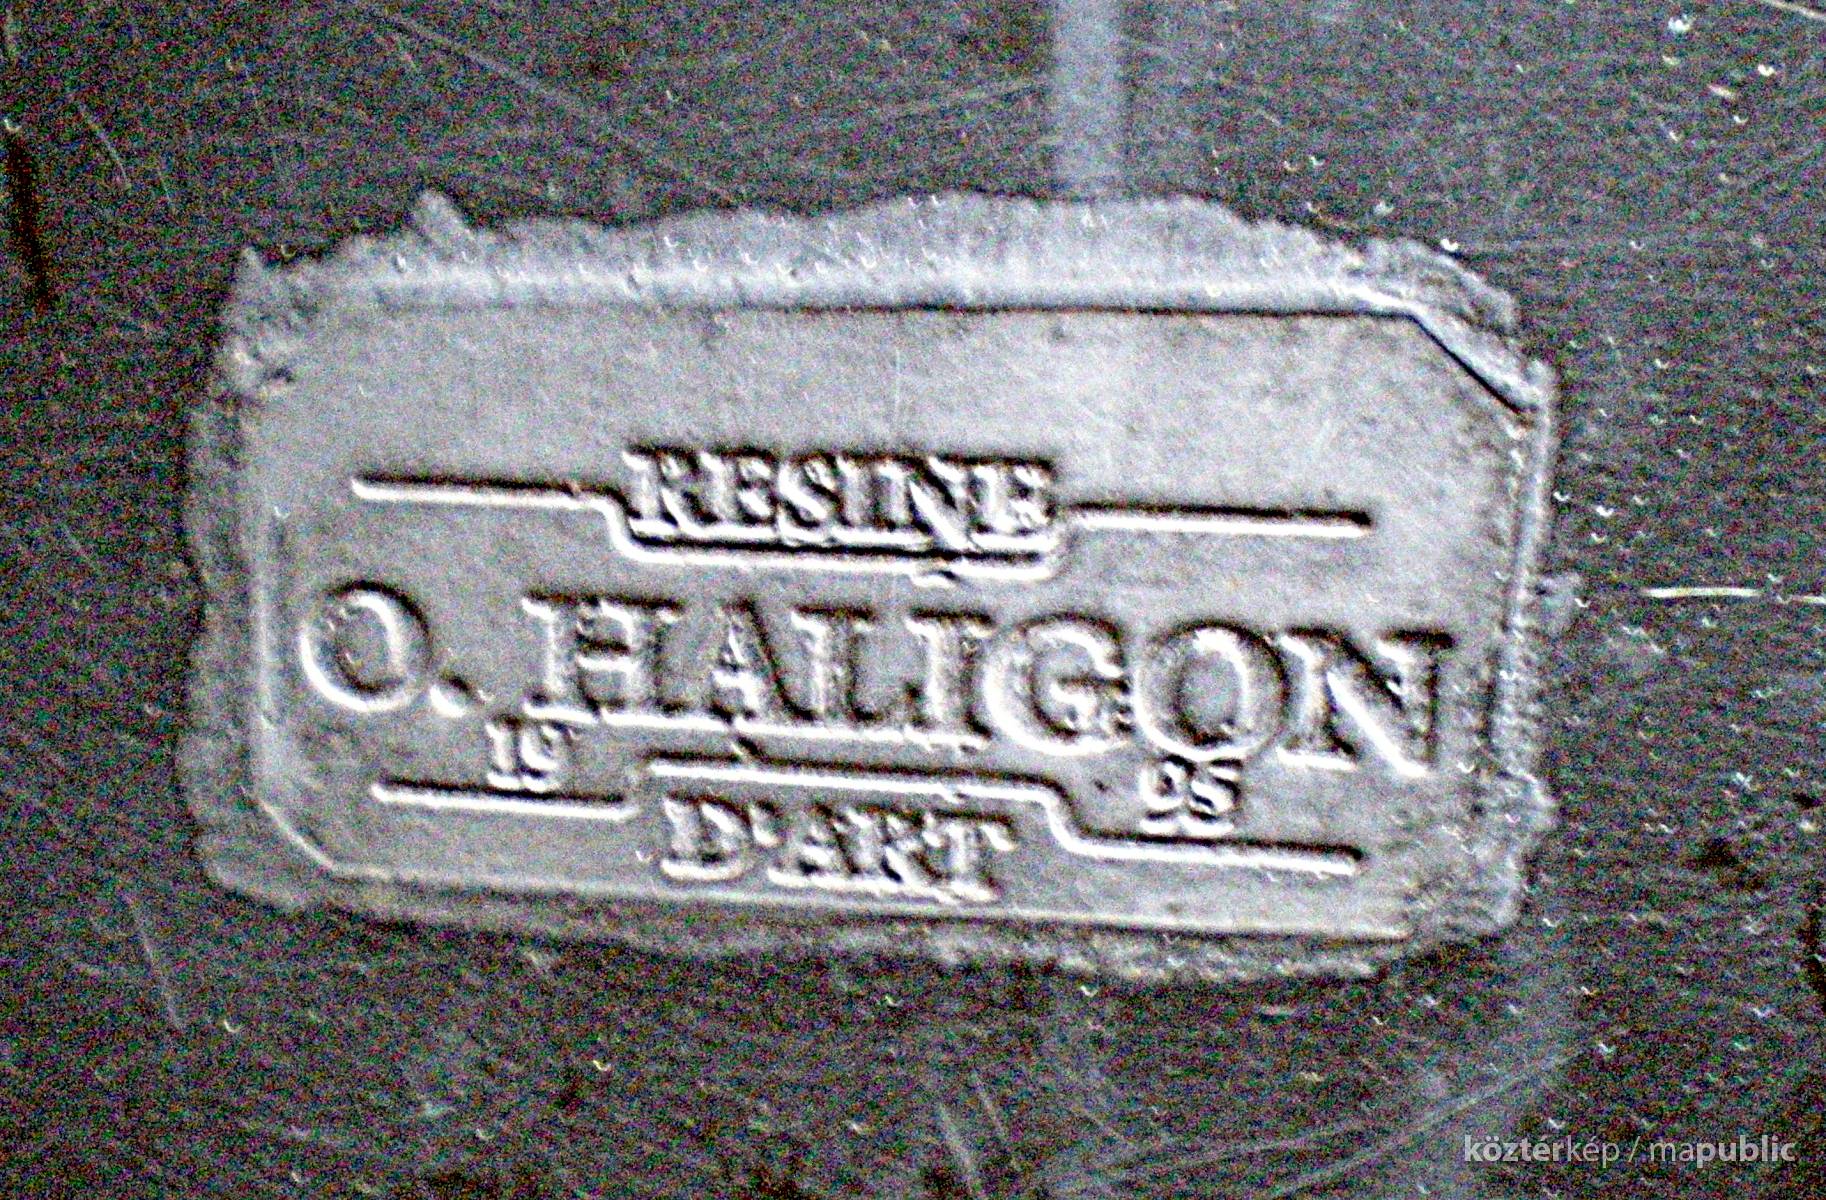 RESINE
O. HALIGON
19 95
D'ART
köztérkép / mapublic